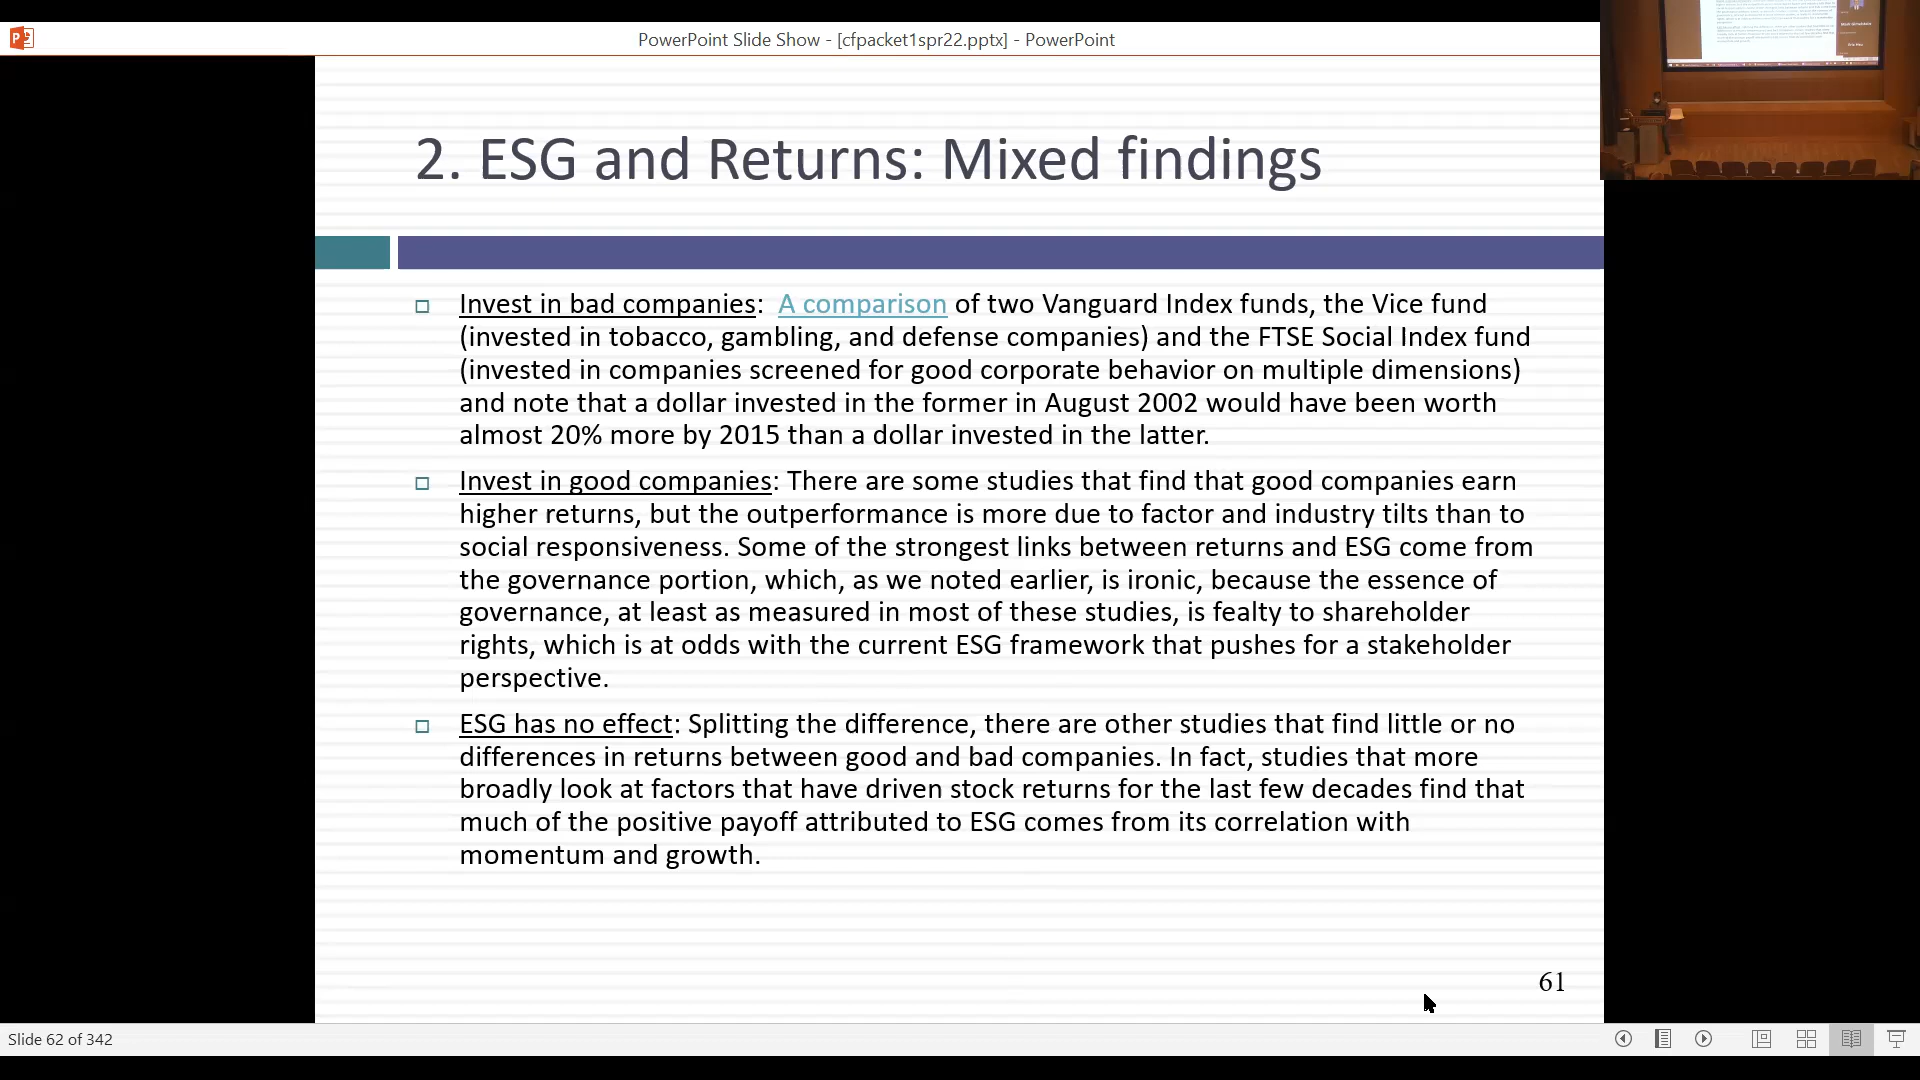 PowerPoint Slide Show - [cfpacket1spr22.pptx] - PowerPoint
2. ESG and Returns: Mixed findings
Invest in bad companies: A comparison of two Vanguard Index funds, the Vice fund
(invested in tobacco, gambling, and defense companies) and the FTSE Social Index fund
(invested in companies screened for good corporate behavior on multiple dimensions)
and note that a dollar invested in the former in August 2002 would have been worth
almost 20% more by 2015 than a dollar invested in the latter.
Invest in good companies: There are some studies that find that good companies earn
higher returns, but the outperformance is more due to factor and industry tilts than to
social responsiveness. Some of the strongest links between returns and ESG come from
the governance portion, which, as we noted earlier, is ironic, because the essence of
governance, at least as measured in most of these studies, is fealty to shareholder
rights, which is at odds with the current ESG framework that pushes for a stakeholder
perspective.
ESG has no effect: Splitting the difference, there are other studies that find little or no
differences in returns between good and bad companies. In fact, studies that more
broadly look at factors that have driven stock returns for the last few decades find that
much of the positive payoff attributed to ESG comes from its correlation with
momentum and growth.
61
Slide 62 of 342